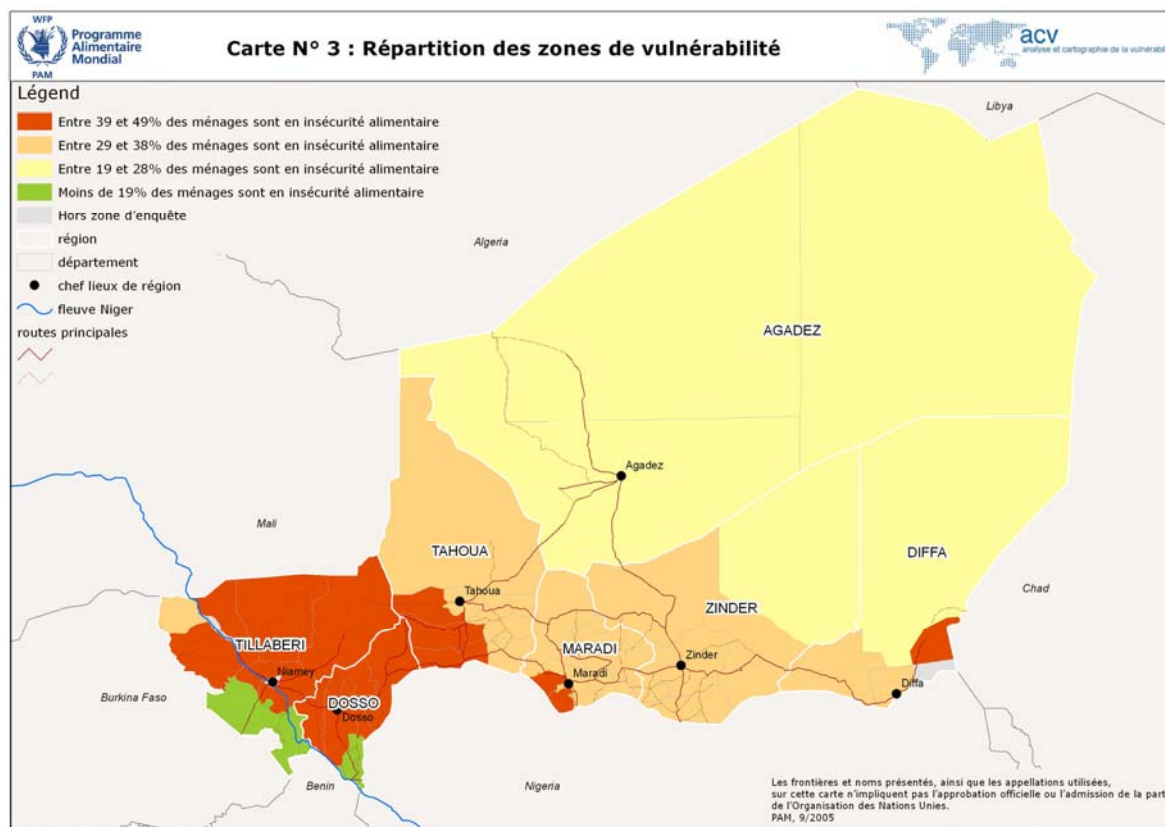 WFP
PAM
Programme
Alimentaire
Mondial
Carte N° 3 : Répartition des zones de vulnérabilité
acv
analyse et cartographie de la
Légend
Entre 39 et 49% des ménages sont en insécurité alimentaire
Entre 29 et 38% des ménages sont en insécurité alimentaire
Entre 19 et 28% des ménages sont en insécurité alimentaire
Moins de 19% des ménages sont en insécurité alimentaire
Hors zone d'enquête
région
département
chef lieux de région
fleuve Niger
routes principales
Libya
Algeria
AGADEZ
Agadez
Mali
TAHOUA
DIFFA
Chad
Tahoua
ZINDER
TILLABERI
MARADI
Zinder
Niamey
Maradi
Diffa
Burkina Faso
DOSSO
Dosso
Benin
Nigeria
Les frontières et noms présentés, ainsi que les appellations utilisées,
sur cette carte n'impliquent pas l'approbation officielle ou l'admission de la part
de l'Organisation des Nations Unies.
PAM, 9/2005